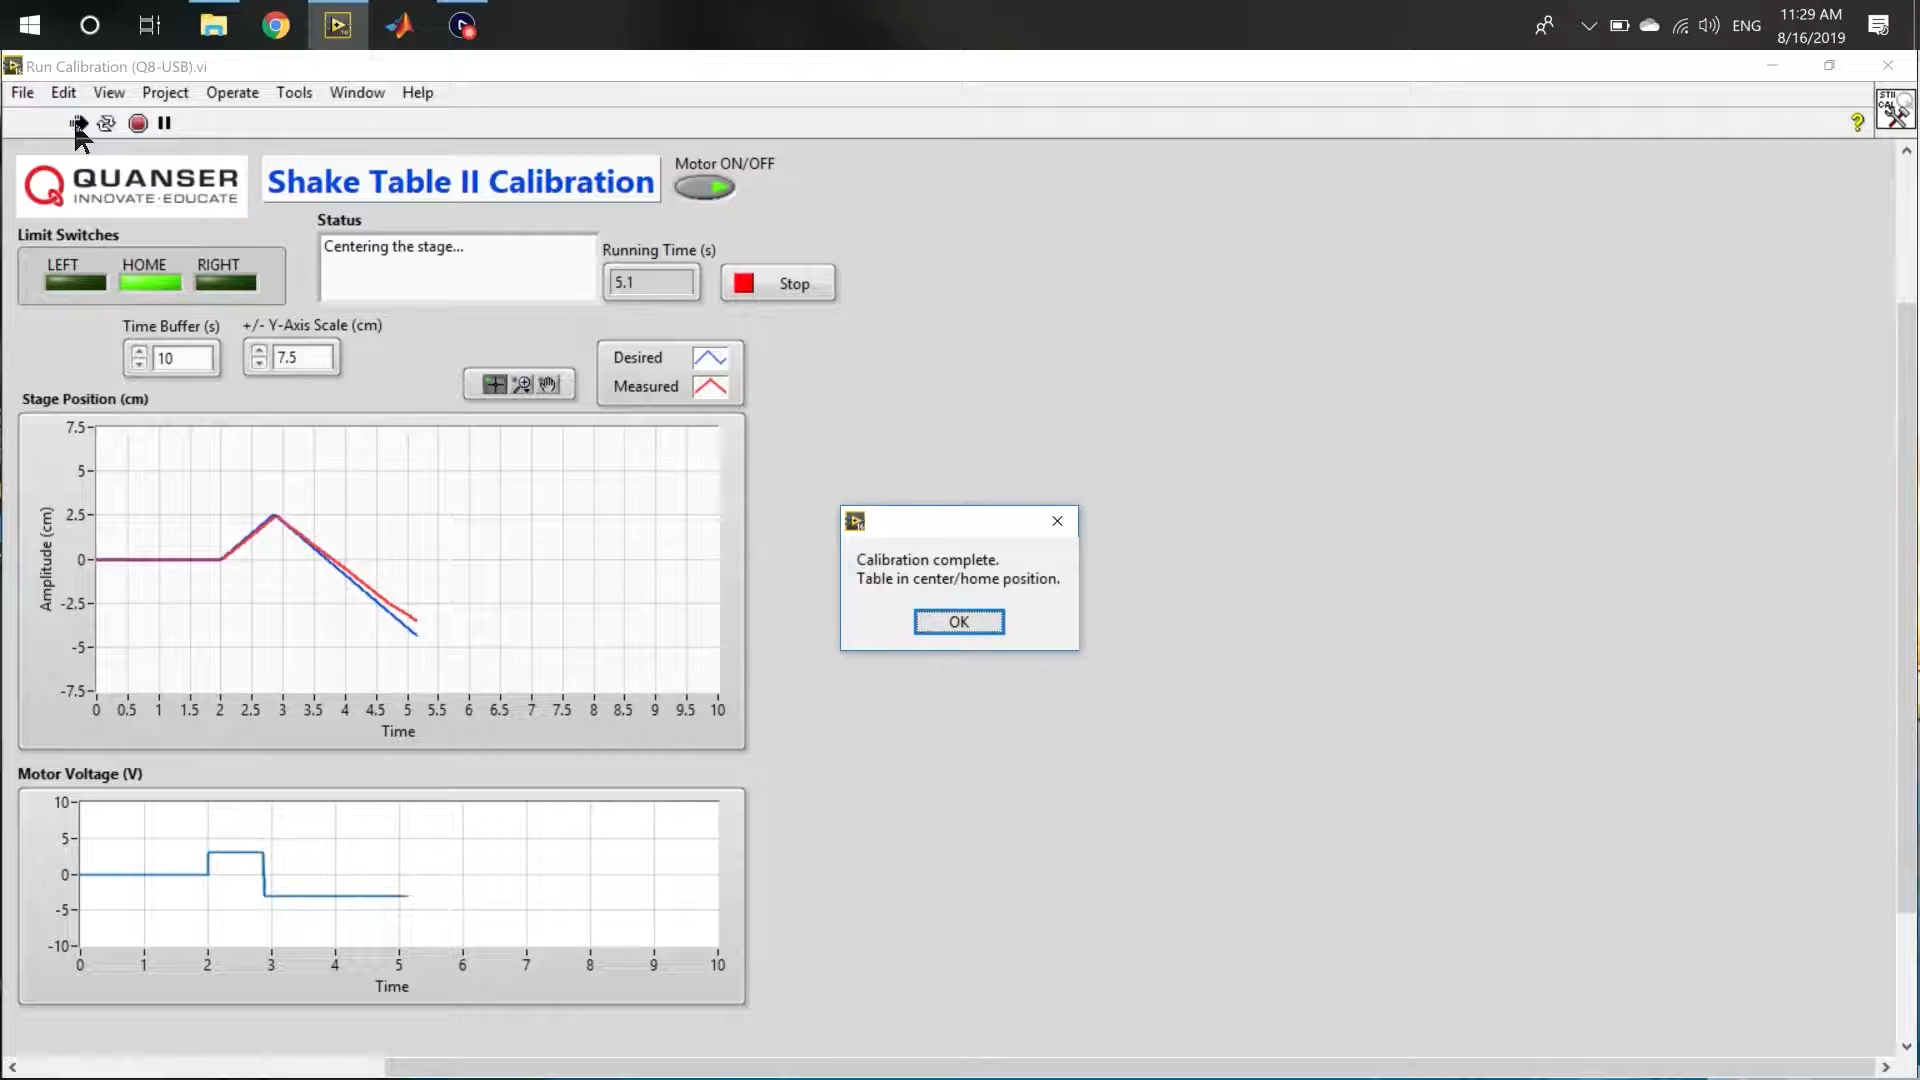 ENG
11:29 AM
8/16/2019
Run Calibration (Q8-USB).vi
File Edit View Project Operate Tools Window Help
QUANSER
INNOVATE·EDUCATE
Shake Table II Calibration
Motor ON/OFF
Limit Switches
LEFT HOME RIGHT
Status
Centering the stage...
Running Time (s)
5.1
Stop
Time Buffer (s)
10
+/- Y-Axis Scale (cm)
7.5
Desired
Measured
Stage Position (cm)
Amplitude (cm)
7.5
5
2.5
0
-2.5
-5
-7.5
0 0.5 1 1.5 2 2.5 3 3.5 4 4.5 5 5.5 6 6.5 7 7.5 8 8.5 9 9.5 10
Time
Calibration complete.
Table in center/home position.
OK
Motor Voltage (V)
10
5
0
-5
-10
0 1 2 3 4 5 6 7 8 9 10
Time